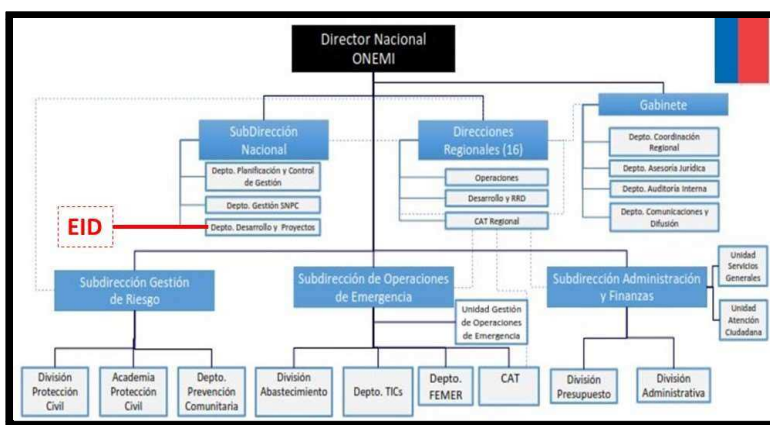 Director Nacional
ONEMI
Gabinete
SubDirección
Nacional
Direcciones
Regionales (16)
Depto. Coordinación
Regional
Depto. Asesoría Jurídica
Depto. Auditoría Interna
Depto. Comunicaciones y
Difusión
Depto. Planificación y Control
de Gestión
Depto. Gestión SNPC
Depto. Desarrollo y Proyectos
EID
Operaciones
Desarrollo y RRD
CAT Regional
Subdirección Gestión
de Riesgo
Subdirección de Operaciones
de Emergencia
Subdirección Administración
y Finanzas
Unidad
Servicios
Generales
Unidad
Atención
Ciudadana
Unidad Gestión
de Operaciones
de Emergencia
División
Protección
Civil
Academia
Protección
Civil
Depto.
Prevención
Comunitaria
División
Abastecimiento
Depto. TICs
Depto.
FEMER
CAT
División
Presupuesto
División
Administrativa